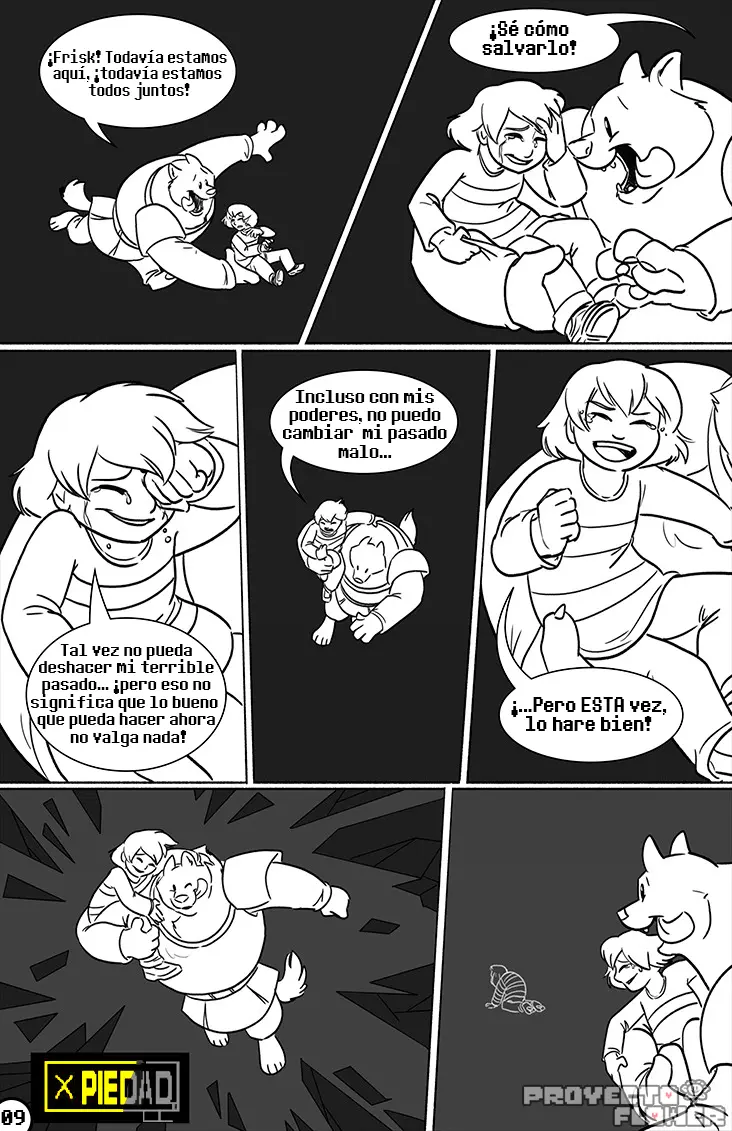 ¡Frisk! Todavía estamos
aquí, ¡todavía estamos
todos juntos!
¡Sé cómo
salvarlo!
Tal vez no pueda
deshacer mi terrible
pasado... ¡pero eso no
significa que lo bueno
que pueda hacer ahora
no valga nada!
Incluso con mis
poderes, no puedo
cambiar mi pasado
malo...
¡...Pero ESTA vez,
lo hare bien!
X PIEDAD
09
PROYECTO
FLOWER